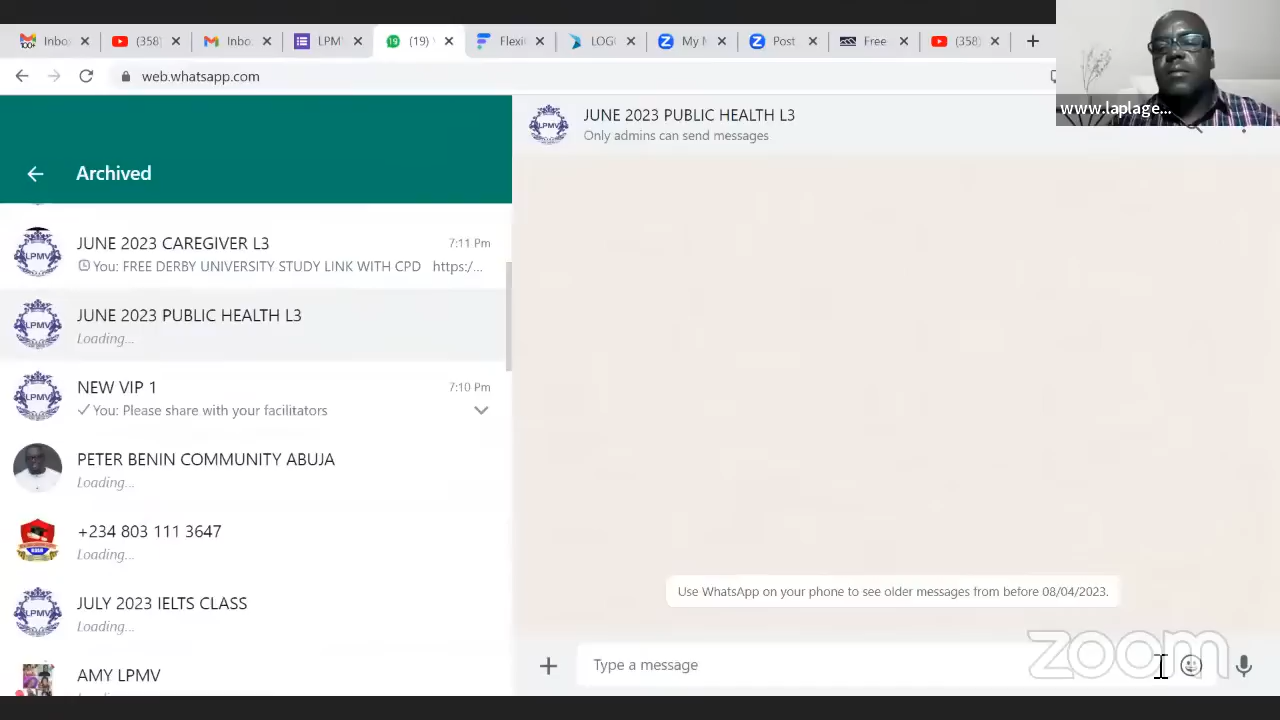 Inbo
(358)
Inbo
LPM
(19)
Flexi
LOG
My M
Post
Free
(358)
web.whatsapp.com
www.laplage...
JUNE 2023 PUBLIC HEALTH L3
Only admins can send messages
Archived
JUNE 2023 CAREGIVER L3
7:11 Pm
You: FREE DERBY UNIVERSITY STUDY LINK WITH CPD https:/...
JUNE 2023 PUBLIC HEALTH L3
Loading...
NEW VIP 1
7:10 Pm
You: Please share with your facilitators
PETER BENIN COMMUNITY ABUJA
Loading...
+234 803 111 3647
Loading...
JULY 2023 IELTS CLASS
Loading...
AMY LPMV
Use WhatsApp on your phone to see older messages from before 08/04/2023.
Type a message
zoom